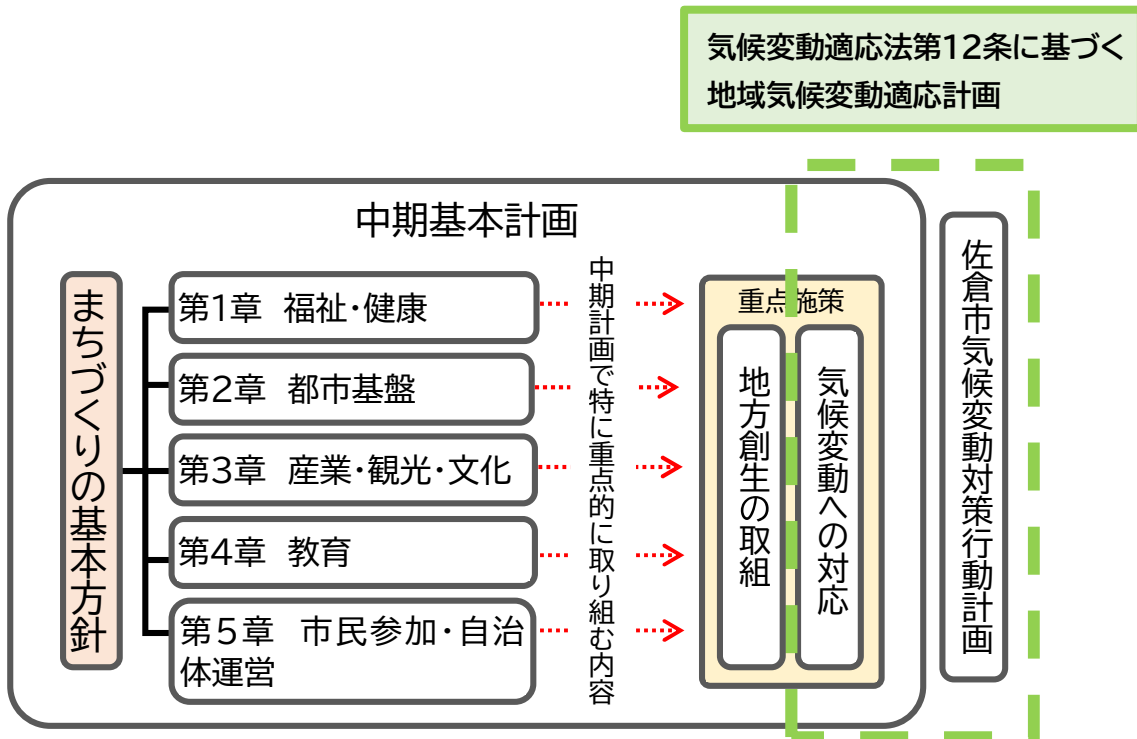 気候変動適応法第12条に基づく
地域気候変動適応計画
中期基本計画
まちづくりの基本方針
第1章 福祉・健康
第2章 都市基盤
第3章 産業・観光・文化
第4章 教育
第5章 市民参加・自治
体運営
中期計画で特に重点的に取り組む内容
重点施策
地方創生の取組
気候変動への対応
佐倉市気候変動対策行動計画